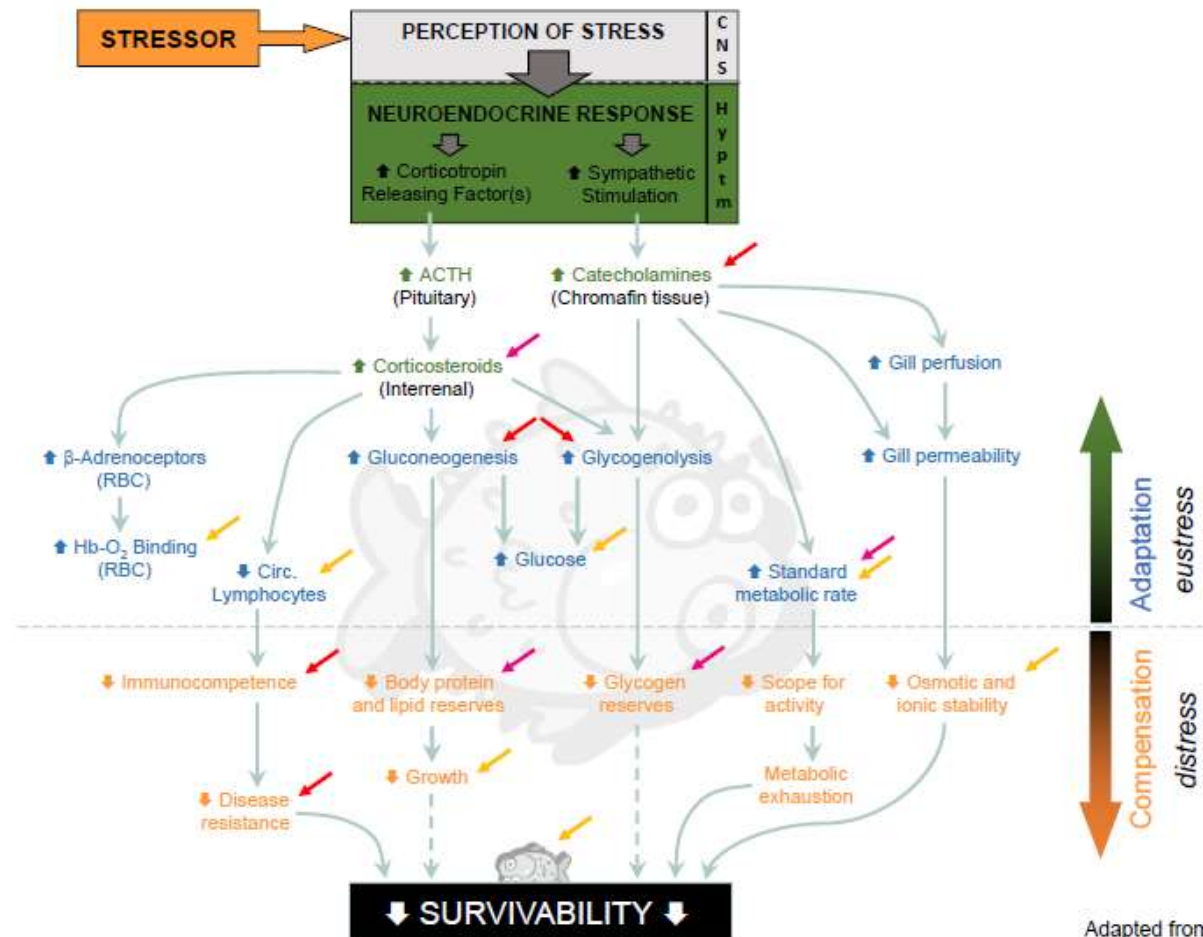 STRESSOR
PERCEPTION OF STRESS
CNS
NEUROENDOCRINE RESPONSE
Hyptm
⬆ Corticotropin
Releasing Factor(s)
⬆ Sympathetic
Stimulation
⬆ ACTH
(Pituitary)
⬆ Catecholamines
(Chromafin tissue)
⬆ Corticosteroids
(Interrenal)
⬆ Gill perfusion
⬆ β-Adrenoceptors
(RBC)
⬆ Gluconeogenesis
⬆ Glycogenolysis
⬆ Gill permeability
⬆ Hb-O₂ Binding
(RBC)
⬇ Circ.
Lymphocytes
⬆ Glucose
⬆ Standard
metabolic rate
Adaptation
eustress
⬇ Immunocompetence
⬇ Body protein
and lipid reserves
⬇ Glycogen
reserves
⬇ Scope for
activity
⬇ Osmotic and
ionic stability
Compensation
distress
⬇ Growth
Metabolic
exhaustion
⬇ Disease
resistance
⬇ SURVIVABILITY ⬇
Adapted from